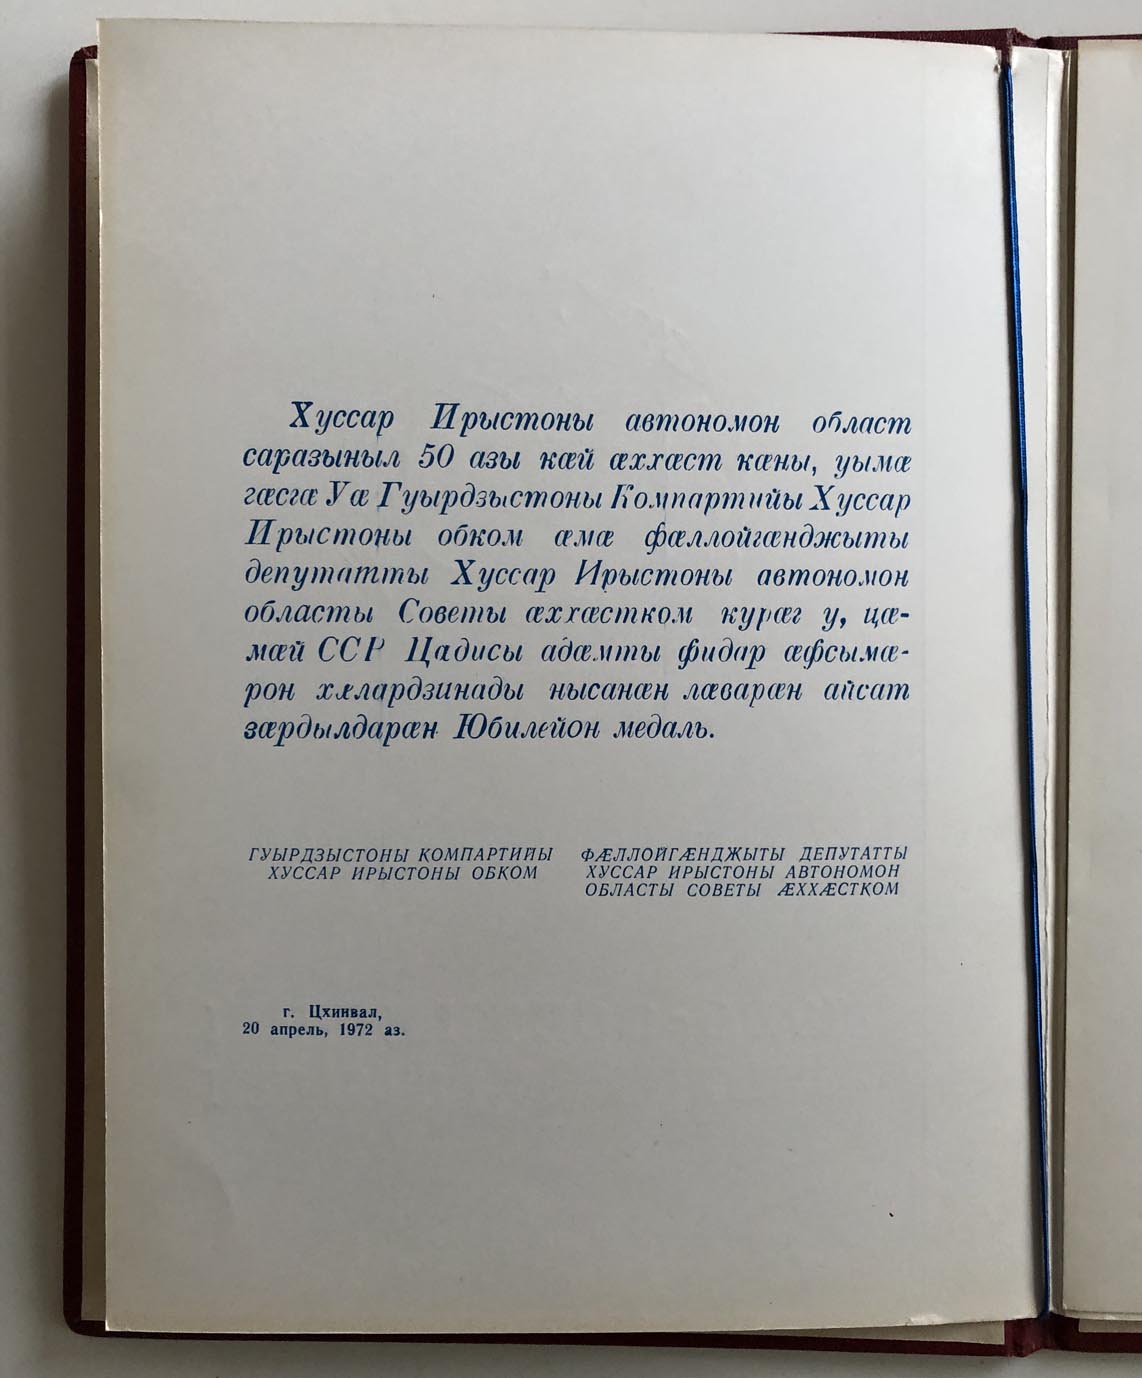 Хуссар Ирыстоны автономон област
саразыныл 50 азы кæй æххæст кæны, уымæ
гæсгæ Уæ Гуырдзыстоны Компартийы Хуссар
Ирыстоны обком æмæ фæллойгæнджыты
депутатты Хуссар Ирыстоны автономон
областы Советы æххæстком курæг у, цæ-
мæй ССР Цæдисы адæмты фидар æфсымæ-
рон хæлардзинады нысанæн лæварæн айсат
зæрдылдарæн Юбилейон медаль.
ГУЫРДЗЫСТОНЫ КОМПАРТИЙЫ
ХУССАР ИРЫСТОНЫ ОБКОМ
ФÆЛЛОЙГÆНДЖЫТЫ ДЕПУТАТТЫ
ХУССАР ИРЫСТОНЫ АВТОНОМОН
ОБЛАСТЫ СОВЕТЫ ÆХХÆСТКОМ
г. Цхинвал,
20 апрель, 1972 аз.